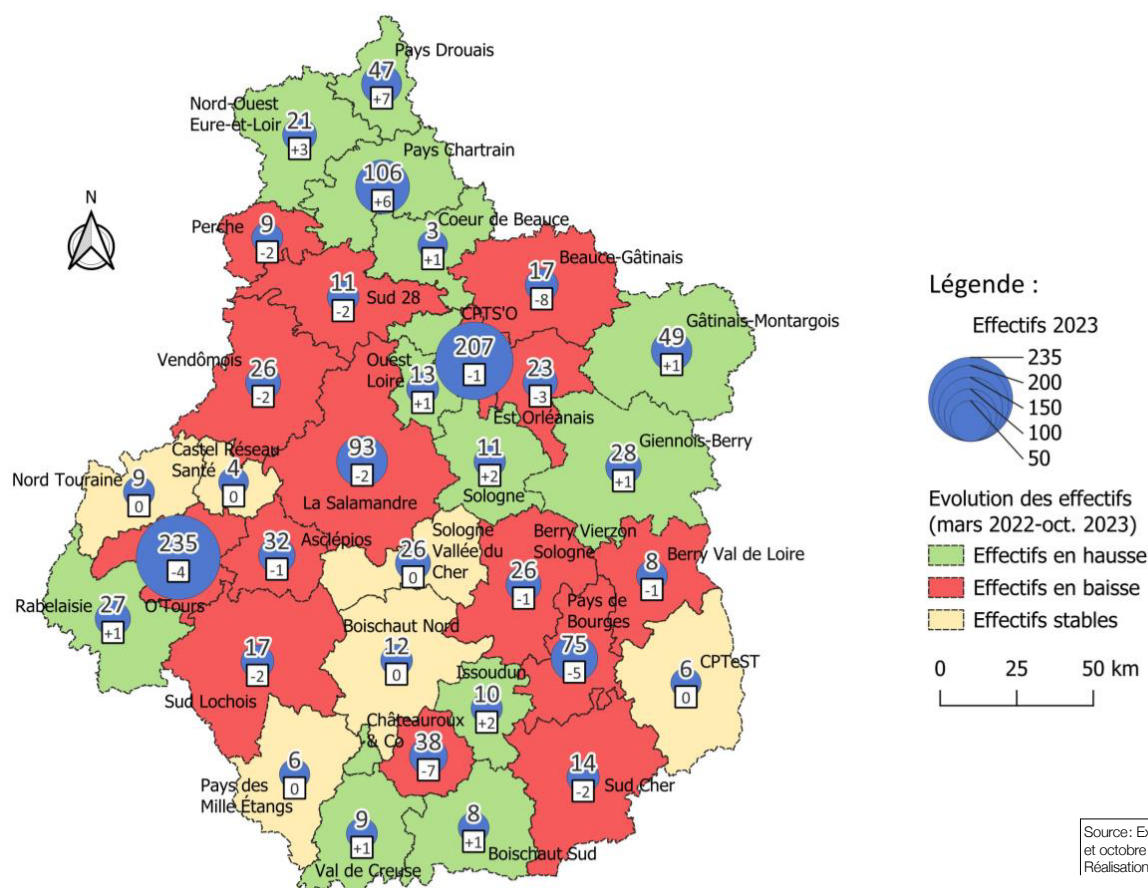 Pays Drouais
47
+7
Nord-Ouest
Eure-et-Loir
21
+3
Pays Chartrain
106
+6
N
Perche
9
-2
Coeur de Beauce
3
+1
Beauce-Gâtinais
17
-8
11
-2
Sud 28
CPTS'O
207
-1
Gâtinais-Montargois
49
+1
Vendômois
26
-2
Ouest
Loire
13
+1
23
-3
Est Orléanais
Giennois-Berry
28
+1
93
-2
La Salamandre
11
+2
Sologne
Castel Réseau
Santé
4
0
Nord Touraine
9
0
235
-4
O'Tours
32
-1
Asclépios
Sologne
Vallée du
Cher
26
0
Berry Vierzon
Sologne
26
-1
8
-1
Berry Val de Loire
Rabelaisie
27
+1
Pays de
Bourges
75
-5
Boischaut Nord
12
0
17
-2
Sud Lochois
Issoudun
10
+2
6
0
CPTeST
Châteauroux
& Co
38
-7
14
-2
Sud Cher
6
0
Pays des
Mille Étangs
9
+1
Val de Creuse
8
+1
Boischaut Sud
Légende :
Effectifs 2023
235
200
150
100
50
Evolution des effectifs
(mars 2022-oct. 2023)
Effectifs en hausse
Effectifs en baisse
Effectifs stables
0 25 50 km
Source: Ex
et octobre
Réalisation